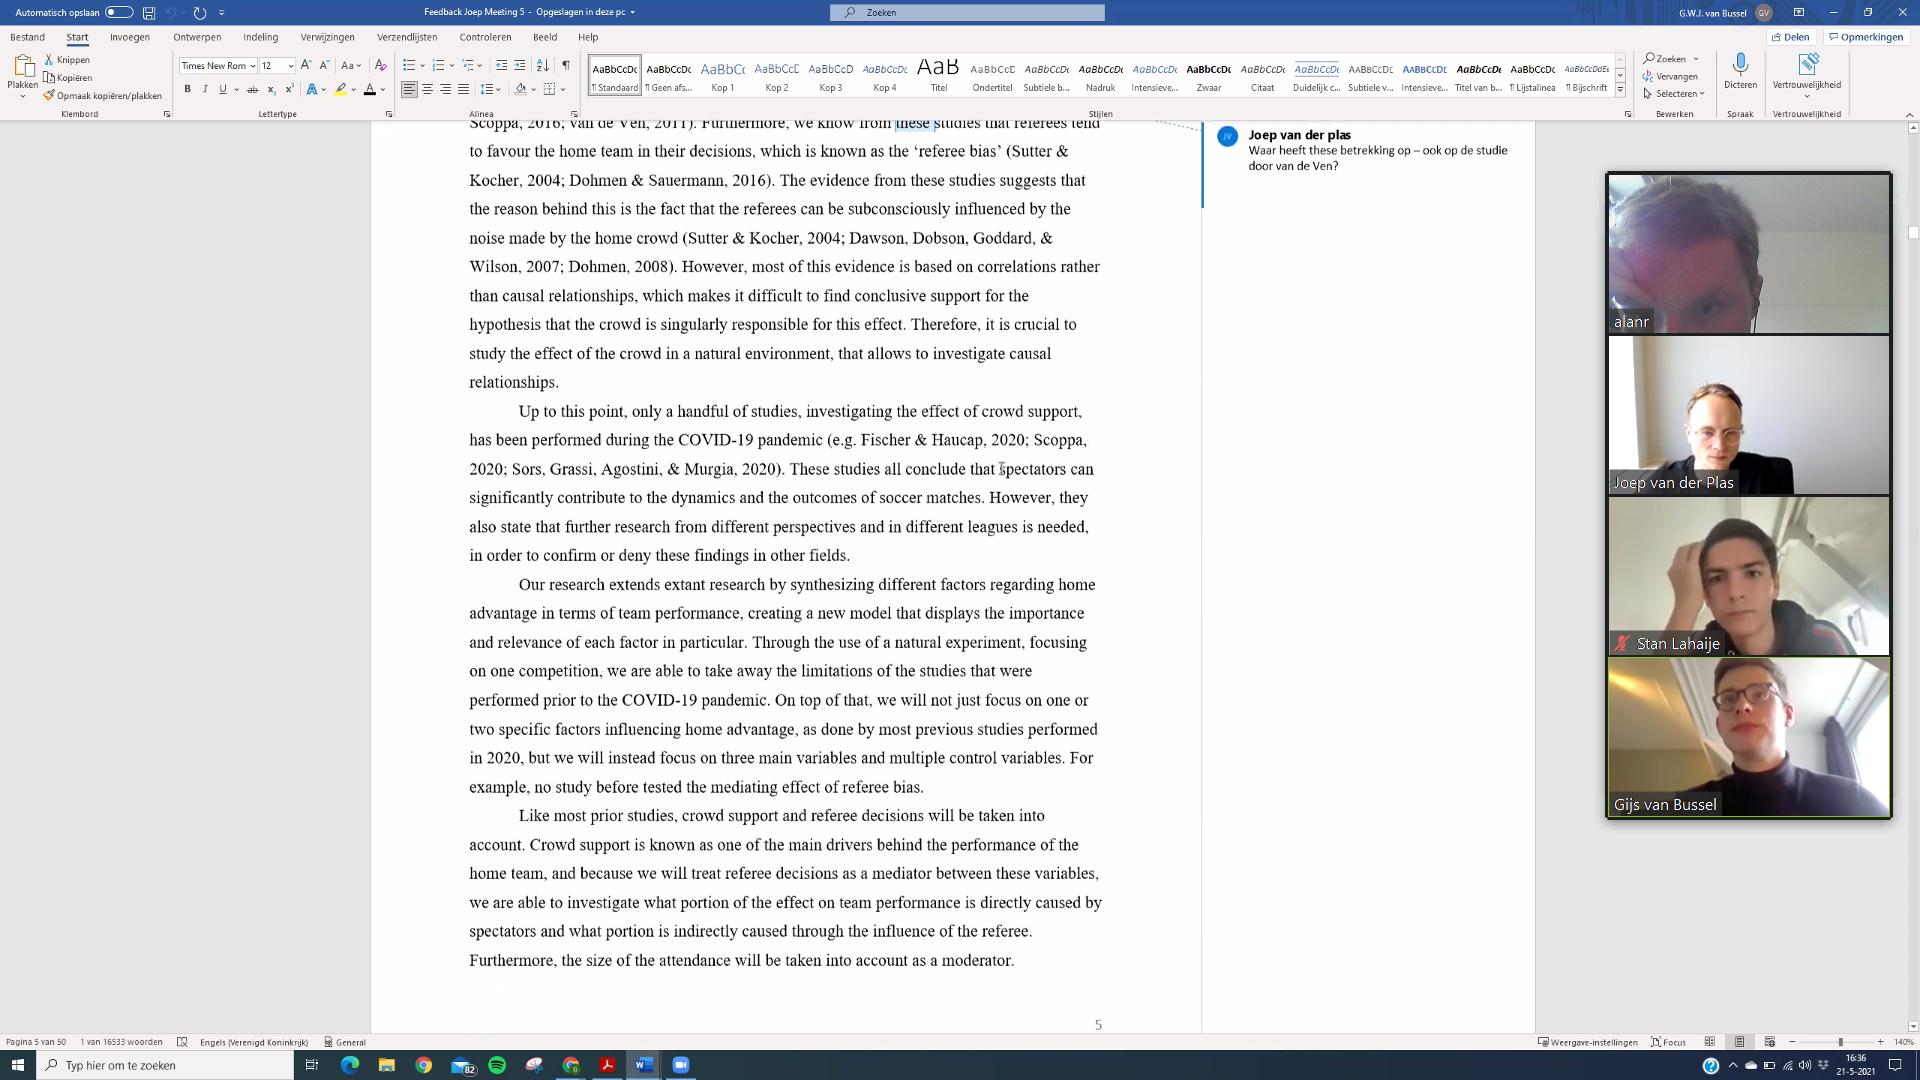 Automatisch opslaan
Feedback Joep Meeting 5 - Opgeslagen in deze pc
Zoeken
G.W.J. van Bussel
GV
Bestand
Start
Invoegen
Ontwerpen
Indeling
Verwijzingen
Verzendlijsten
Controleren
Beeld
Help
Delen
Opmerkingen
Plakken
Knippen
Kopiëren
Opmaak kopiëren/plakken
Klembord
Times New Rom
12
Lettertype
Alinea
AaBbCcDc
¶ Standaard
AaBbCcDc
¶ Geen afs...
AaBbCc
Kop 1
AaBbCcD
Kop 2
AaBbCcD
Kop 3
AaBbCcDc
Kop 4
AaB
Titel
AaBbCcD
Ondertitel
AaBbCcDc
Subtiele b...
AaBbCcDc
Nadruk
AaBbCcDc
Intensieve...
AaBbCcDc
Zwaar
AaBbCcDc
Citaat
AaBbCcDc
Duidelijk c...
AABBCCDC
Subtiele v...
AABBCCDC
Intensieve...
AaBbCcDc
Titel van b...
AaBbCcDc
¶ Lijstalinea
AaBbCcDdEe
¶ Bijschrift
Stijlen
Zoeken
Vervangen
Selecteren
Bewerken
Dicteren
Spraak
Vertrouwelijkheid
Vertrouwelijkheid
Scoppa, 2016; van de Ven, 2011). Furthermore, we know from these studies that referees tend
to favour the home team in their decisions, which is known as the ‘referee bias’ (Sutter &
Kocher, 2004; Dohmen & Sauermann, 2016). The evidence from these studies suggests that
the reason behind this is the fact that the referees can be subconsciously influenced by the
noise made by the home crowd (Sutter & Kocher, 2004; Dawson, Dobson, Goddard, &
Wilson, 2007; Dohmen, 2008). However, most of this evidence is based on correlations rather
than causal relationships, which makes it difficult to find conclusive support for the
hypothesis that the crowd is singularly responsible for this effect. Therefore, it is crucial to
study the effect of the crowd in a natural environment, that allows to investigate causal
relationships.
Up to this point, only a handful of studies, investigating the effect of crowd support,
has been performed during the COVID-19 pandemic (e.g. Fischer & Haucap, 2020; Scoppa,
2020; Sors, Grassi, Agostini, & Murgia, 2020). These studies all conclude that spectators can
significantly contribute to the dynamics and the outcomes of soccer matches. However, they
also state that further research from different perspectives and in different leagues is needed,
in order to confirm or deny these findings in other fields.
Our research extends extant research by synthesizing different factors regarding home
advantage in terms of team performance, creating a new model that displays the importance
and relevance of each factor in particular. Through the use of a natural experiment, focusing
on one competition, we are able to take away the limitations of the studies that were
performed prior to the COVID-19 pandemic. On top of that, we will not just focus on one or
two specific factors influencing home advantage, as done by most previous studies performed
in 2020, but we will instead focus on three main variables and multiple control variables. For
example, no study before tested the mediating effect of referee bias.
Like most prior studies, crowd support and referee decisions will be taken into
account. Crowd support is known as one of the main drivers behind the performance of the
home team, and because we will treat referee decisions as a mediator between these variables,
we are able to investigate what portion of the effect on team performance is directly caused by
spectators and what portion is indirectly caused through the influence of the referee.
Furthermore, the size of the attendance will be taken into account as a moderator.
5
JV
Joep van der plas
Waar heeft these betrekking op – ook op de studie
door van de Ven?
alanr
Joep van der Plas
Stan Lahaije
Gijs van Bussel
Pagina 5 van 50
1 van 16533 woorden
Engels (Verenigd Koninkrijk)
General
Weergave-instellingen
Focus
140%
Typ hier om te zoeken
82
16:36
21-5-2021